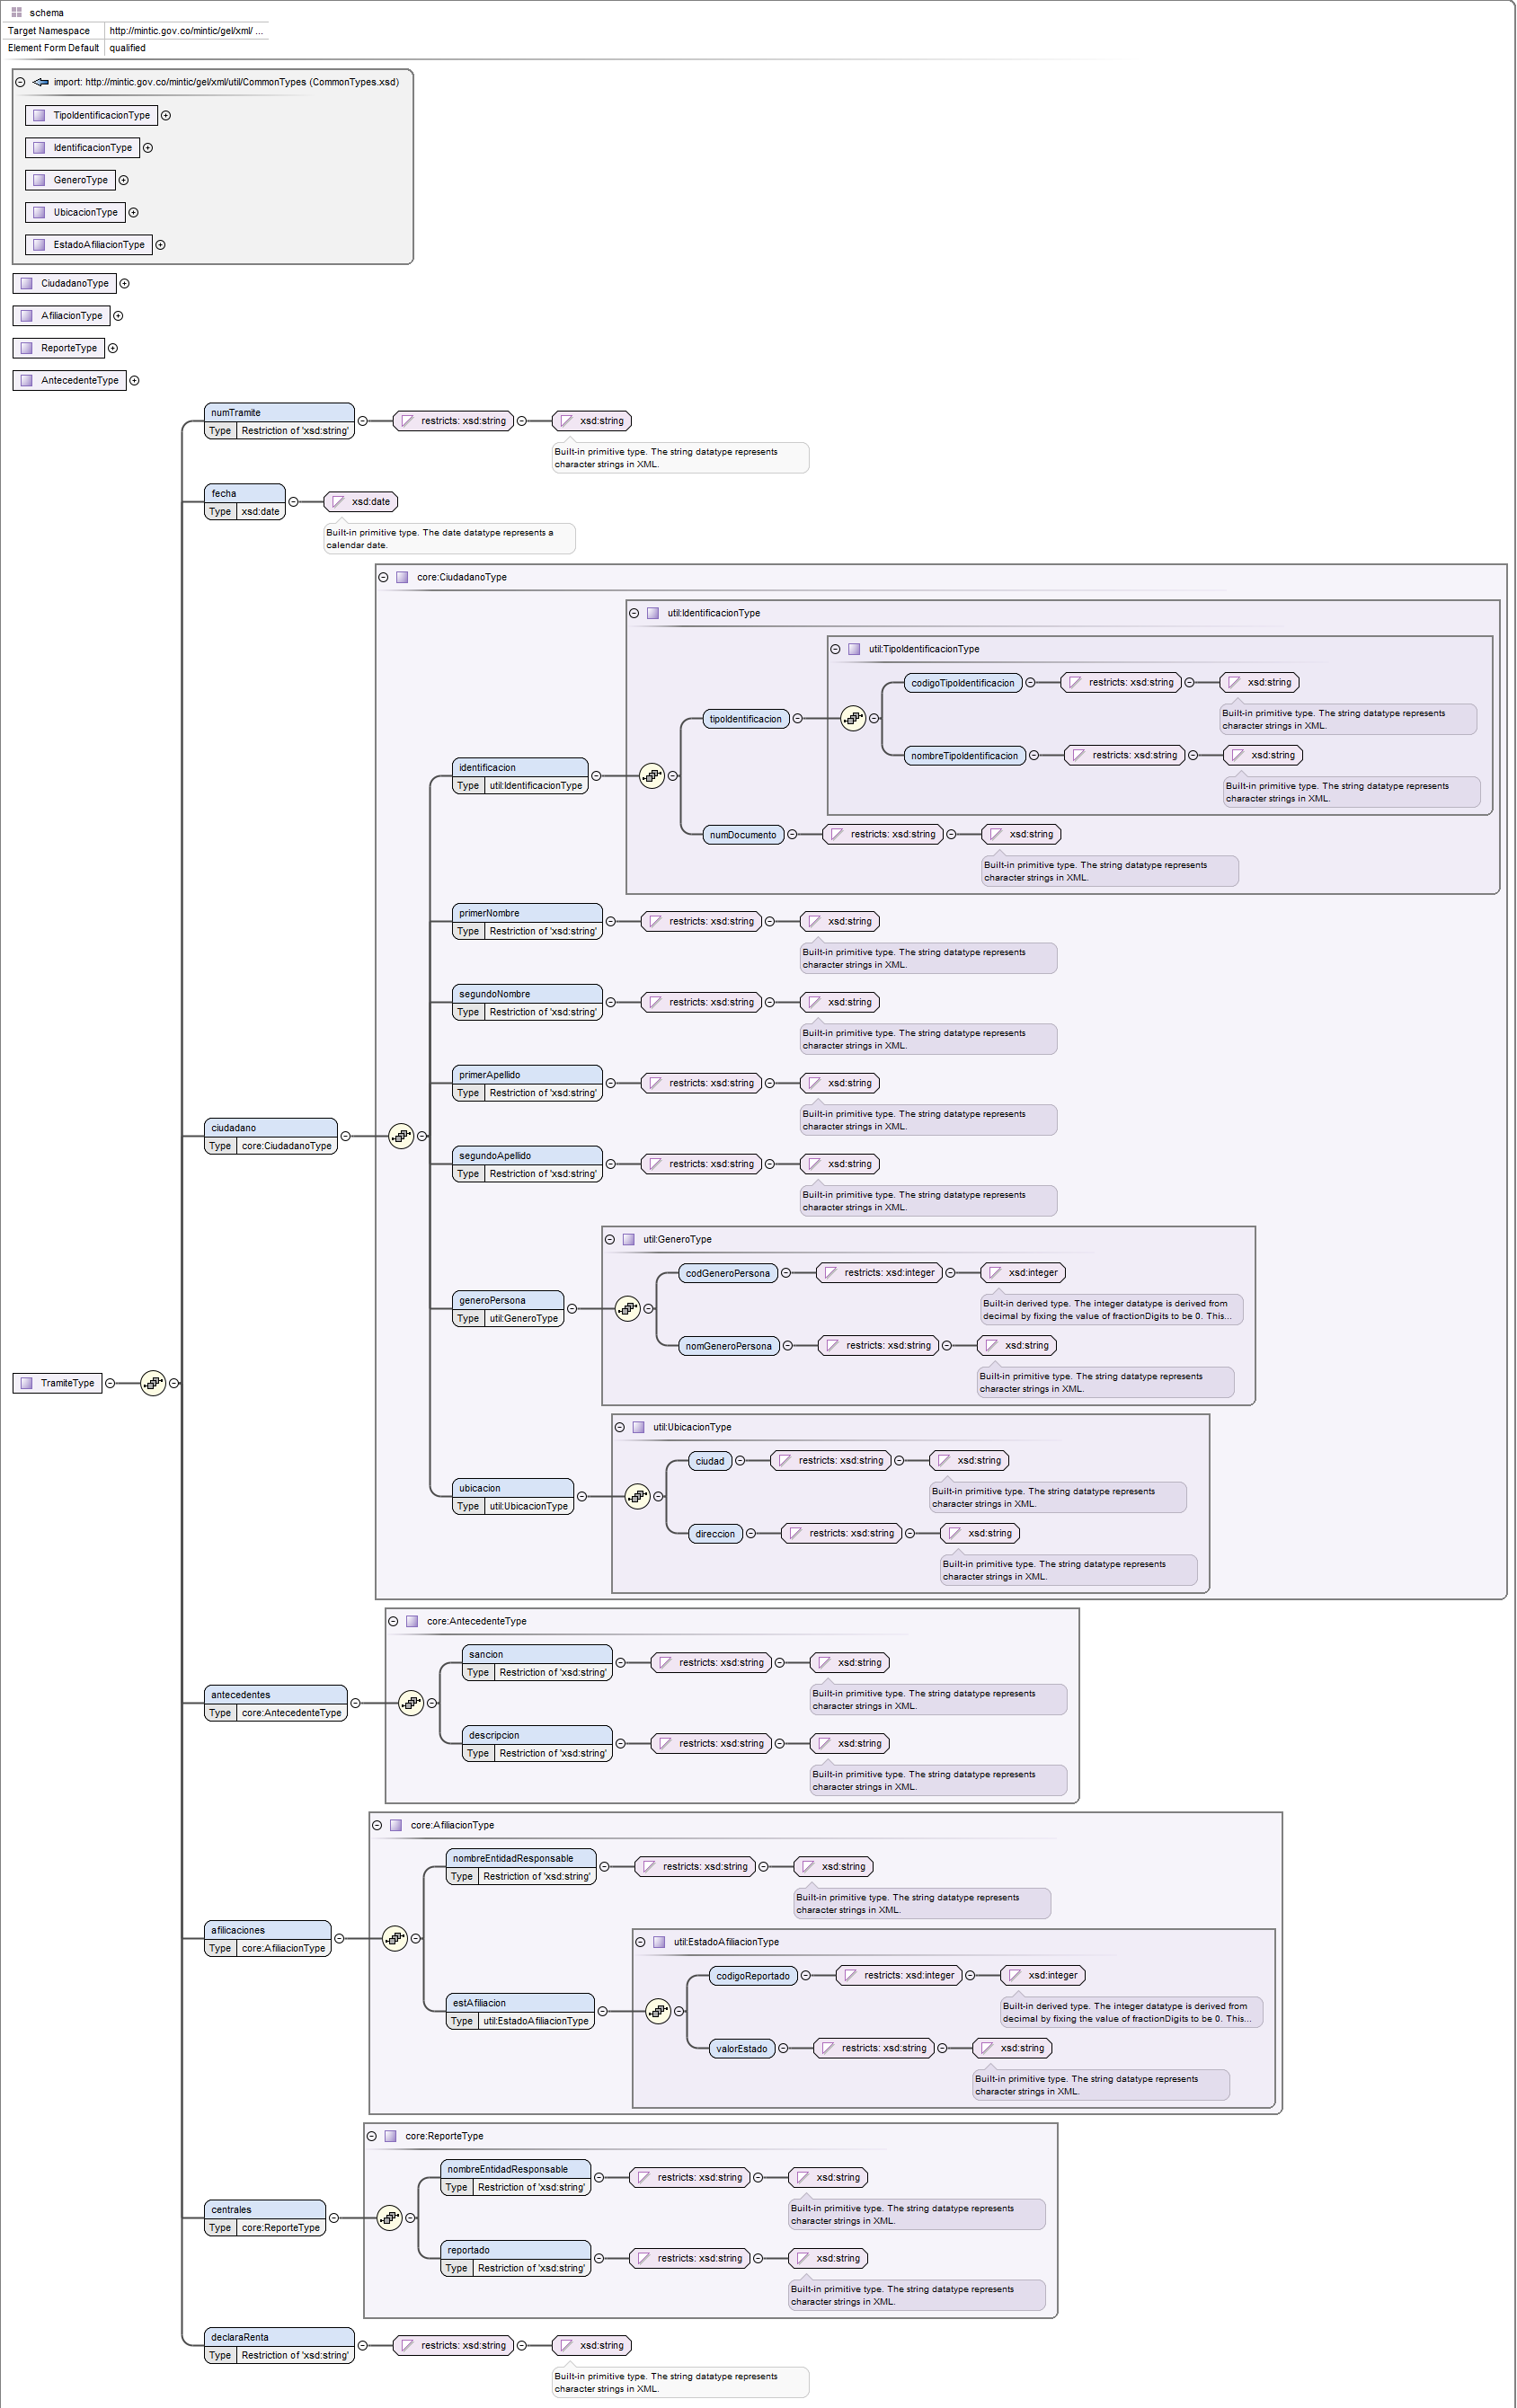 schema
Target Namespace http://mintic.gov.co/mintic/gel/xml/ ...
Element Form Default qualified
import: http://mintic.gov.co/mintic/gel/xml/util/CommonTypes (CommonTypes.xsd)
TipoIdentificacionType
IdentificacionType
GeneroType
UbicacionType
EstadoAfiliacionType
CiudadanoType
AfiliacionType
ReporteType
AntecedenteType
TramiteType
numTramite
Type Restriction of 'xsd:string'
restricts: xsd:string
xsd:string
Built-in primitive type. The string datatype represents
character strings in XML.
fecha
Type xsd:date
xsd:date
Built-in primitive type. The date datatype represents a
calendar date.
ciudadano
Type core:CiudadanoType
core:CiudadanoType
identificacion
Type util:IdentificacionType
util:IdentificacionType
tipoIdentificacion
util:TipoIdentificacionType
codigoTipoIdentificacion
restricts: xsd:string
xsd:string
Built-in primitive type. The string datatype represents
character strings in XML.
nombreTipoIdentificacion
restricts: xsd:string
xsd:string
Built-in primitive type. The string datatype represents
character strings in XML.
numDocumento
restricts: xsd:string
xsd:string
Built-in primitive type. The string datatype represents
character strings in XML.
primerNombre
Type Restriction of 'xsd:string'
restricts: xsd:string
xsd:string
Built-in primitive type. The string datatype represents
character strings in XML.
segundoNombre
Type Restriction of 'xsd:string'
restricts: xsd:string
xsd:string
Built-in primitive type. The string datatype represents
character strings in XML.
primerApellido
Type Restriction of 'xsd:string'
restricts: xsd:string
xsd:string
Built-in primitive type. The string datatype represents
character strings in XML.
segundoApellido
Type Restriction of 'xsd:string'
restricts: xsd:string
xsd:string
Built-in primitive type. The string datatype represents
character strings in XML.
generoPersona
Type util:GeneroType
util:GeneroType
codGeneroPersona
restricts: xsd:integer
xsd:integer
Built-in derived type. The integer datatype is derived from
decimal by fixing the value of fractionDigits to be 0. This...
nomGeneroPersona
restricts: xsd:string
xsd:string
Built-in primitive type. The string datatype represents
character strings in XML.
ubicacion
Type util:UbicacionType
util:UbicacionType
ciudad
restricts: xsd:string
xsd:string
Built-in primitive type. The string datatype represents
character strings in XML.
direccion
restricts: xsd:string
xsd:string
Built-in primitive type. The string datatype represents
character strings in XML.
antecedentes
Type core:AntecedenteType
core:AntecedenteType
sancion
Type Restriction of 'xsd:string'
restricts: xsd:string
xsd:string
Built-in primitive type. The string datatype represents
character strings in XML.
descripcion
Type Restriction of 'xsd:string'
restricts: xsd:string
xsd:string
Built-in primitive type. The string datatype represents
character strings in XML.
afilicaciones
Type core:AfiliacionType
core:AfiliacionType
nombreEntidadResponsable
Type Restriction of 'xsd:string'
restricts: xsd:string
xsd:string
Built-in primitive type. The string datatype represents
character strings in XML.
estAfiliacion
Type util:EstadoAfiliacionType
util:EstadoAfiliacionType
codigoReportado
restricts: xsd:integer
xsd:integer
Built-in derived type. The integer datatype is derived from
decimal by fixing the value of fractionDigits to be 0. This...
valorEstado
restricts: xsd:string
xsd:string
Built-in primitive type. The string datatype represents
character strings in XML.
centrales
Type core:ReporteType
core:ReporteType
nombreEntidadResponsable
Type Restriction of 'xsd:string'
restricts: xsd:string
xsd:string
Built-in primitive type. The string datatype represents
character strings in XML.
reportado
Type Restriction of 'xsd:string'
restricts: xsd:string
xsd:string
Built-in primitive type. The string datatype represents
character strings in XML.
declaraRenta
Type Restriction of 'xsd:string'
restricts: xsd:string
xsd:string
Built-in primitive type. The string datatype represents
character strings in XML.